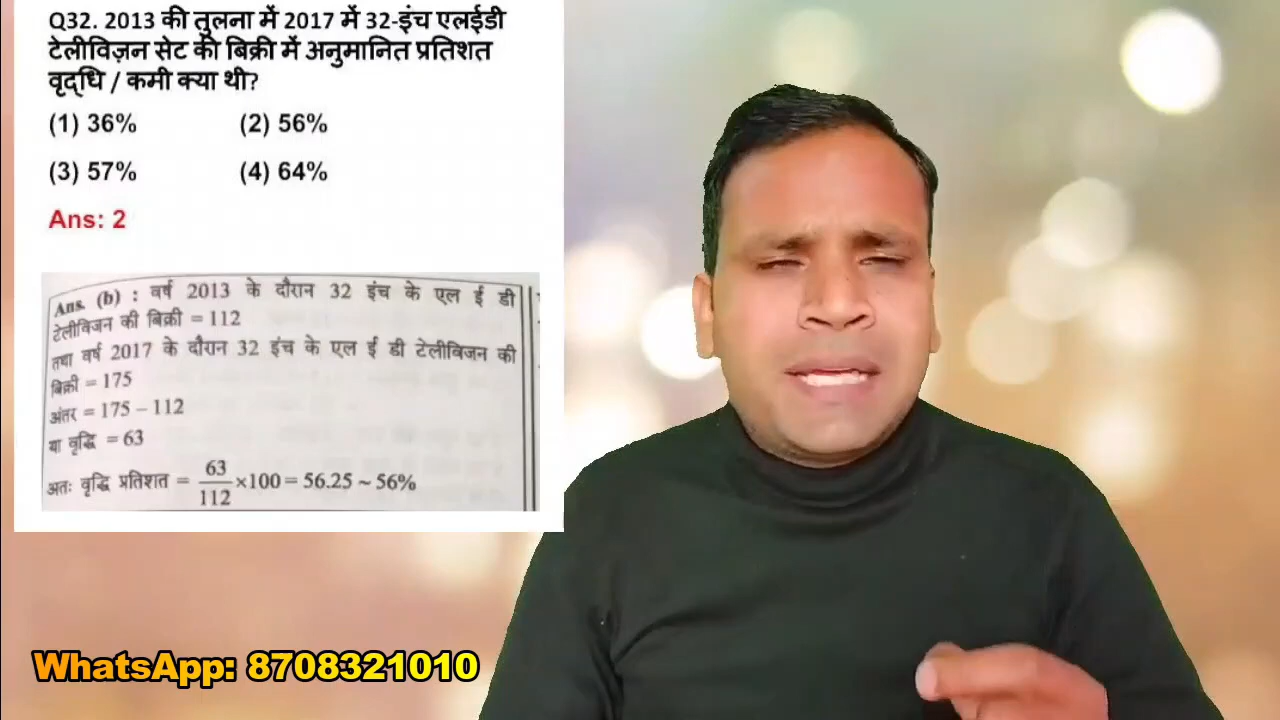 Q32. 2013 की तुलना में 2017 में 32-इंच एलईडी
टेलीविज़न सेट की बिक्री में अनुमानित प्रतिशत
वृद्धि / कमी क्या थी?
(1) 36% (2) 56%
(3) 57% (4) 64%
Ans: 2
Ans. (b) : वर्ष 2013 के दौरान 32 इंच के एल ई डी
टेलीविजन की बिक्री = 112
तथा वर्ष 2017 के दौरान 32 इंच के एल ई डी टेलीविजन की
बिक्री = 175
अंतर = 175 – 112
या वृद्धि = 63
अतः वृद्धि प्रतिशत = 63/112 ×100 = 56.25 ~ 56%
WhatsApp: 8708321010